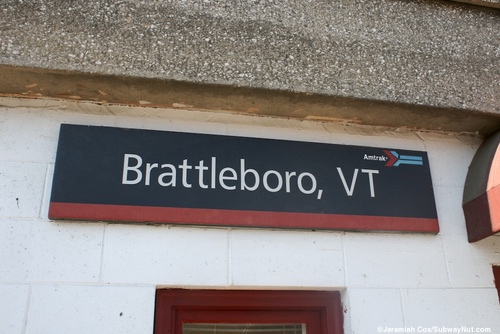 Amtrak
Brattleboro, VT
©Jeremiah Cox/SubwayNut.com